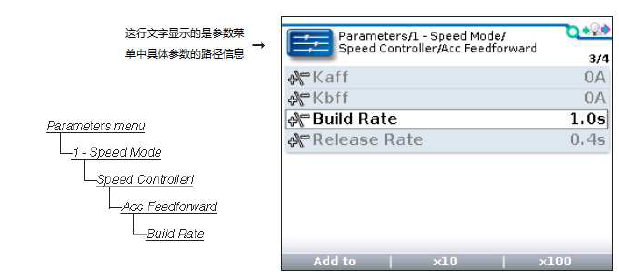 这行文字显示的是参数菜
单中具体参数的路径信息
→
Parameters menu
1 - Speed Mode
Speed Controller/
Acc Feedforward
Build Rate
Parameters/1 - Speed Mode/
Speed Controller/Acc Feedforward
3/4
Kaff 0A
Kbff 0A
Build Rate 1.0s
Release Rate 0.4s
Add to | x10 | x100